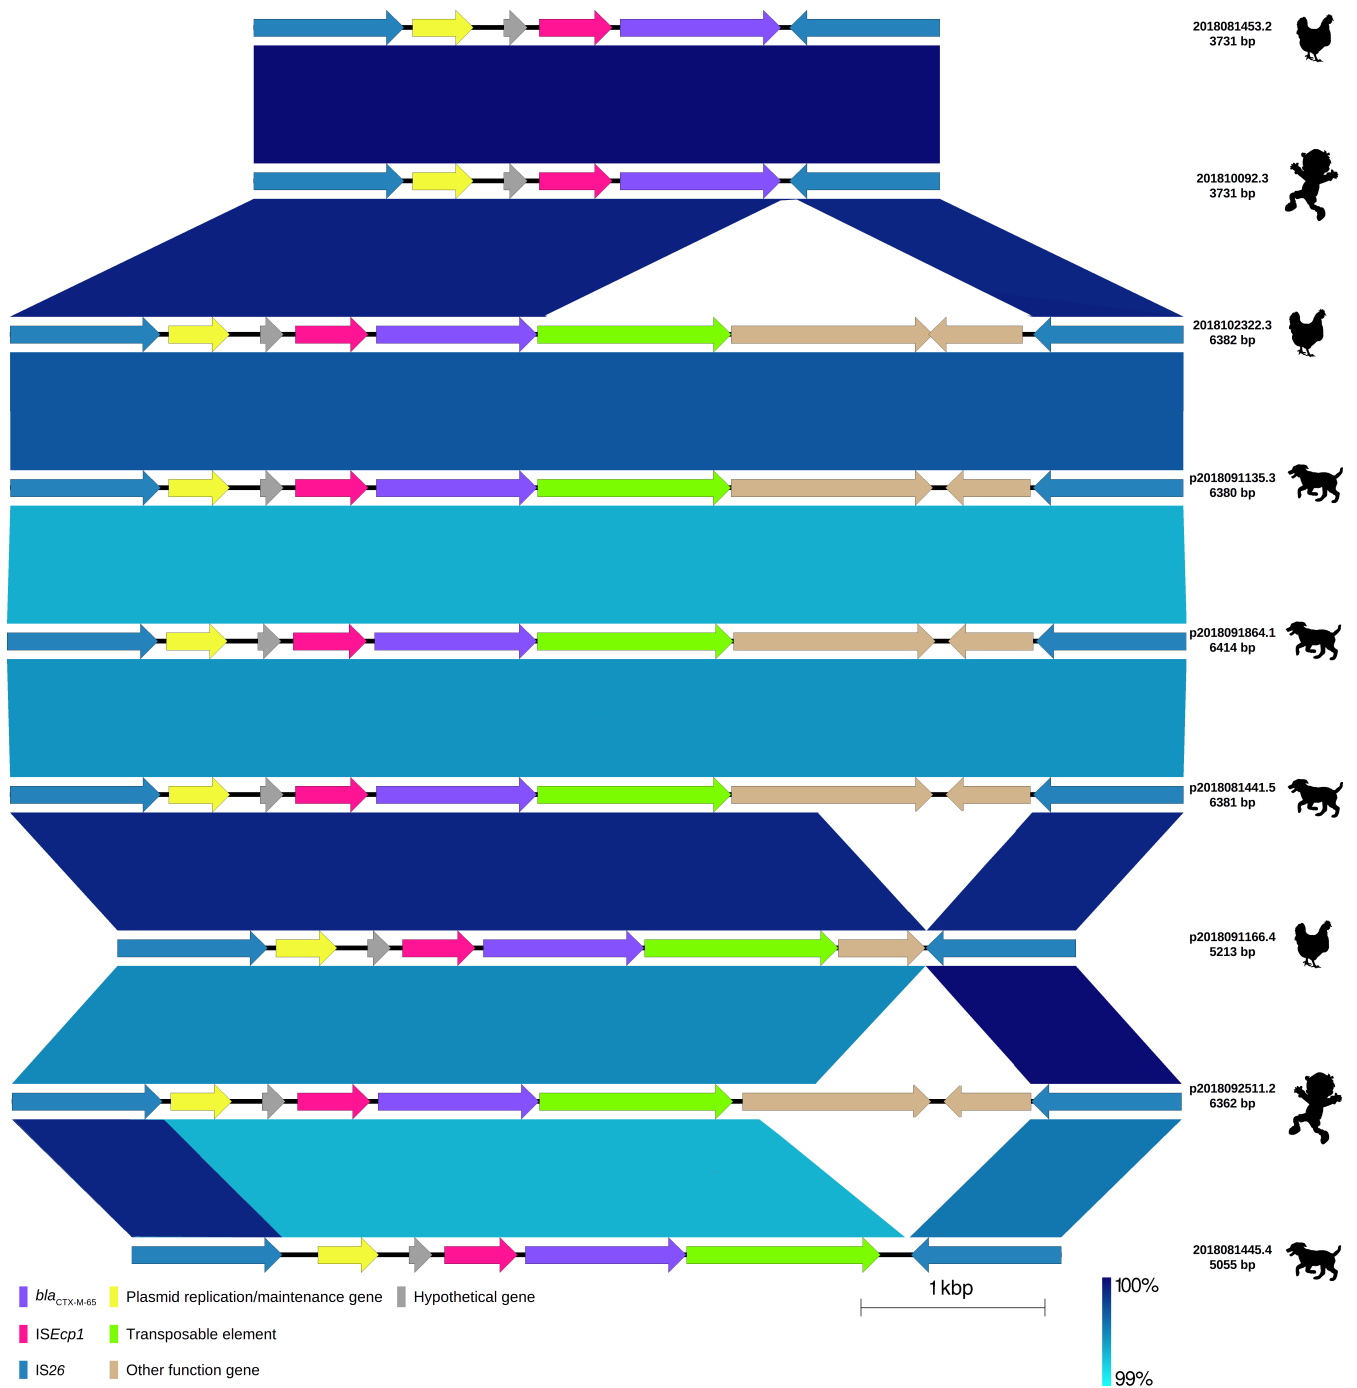 2018081453.2
3731 bp
201810092.3
3731 bp
2018102322.3
6382 bp
p2018091135.3
6380 bp
p2018091864.1
6414 bp
p2018081441.5
6381 bp
p2018091166.4
5213 bp
p2018092511.2
6362 bp
2018081445.4
5055 bp
1 kbp
100%
99%
blaCTX-M-65
Plasmid replication/maintenance gene
Hypothetical gene
ISEcp1
Transposable element
IS26
Other function gene